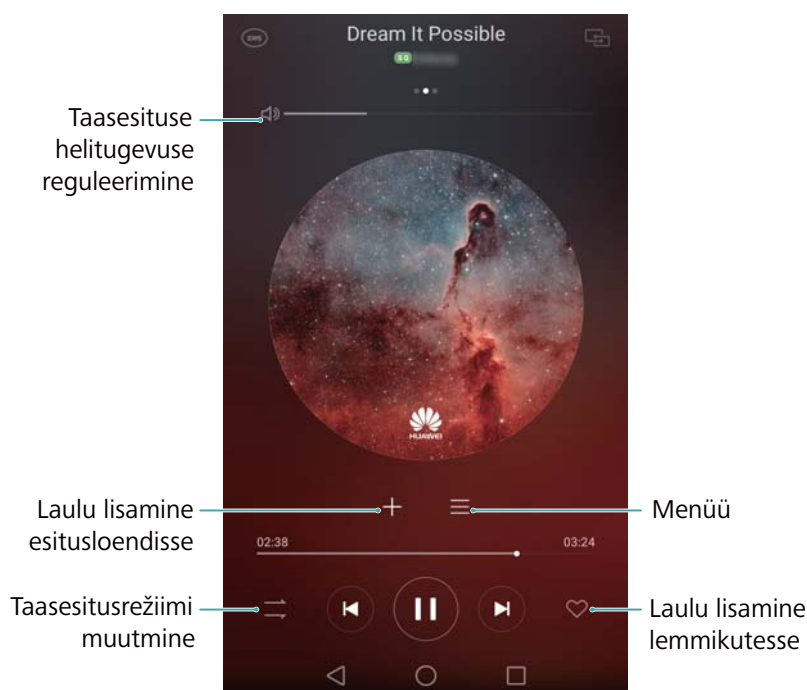 Dream It Possible
SQ
Taasesituse
helitugevuse
reguleerimine
HUAWEI
Laulu lisamine
esitusloendisse
Menüü
02:38
03:24
Taasesitusrežiimi
muutmine
Laulu lisamine
lemmikutesse